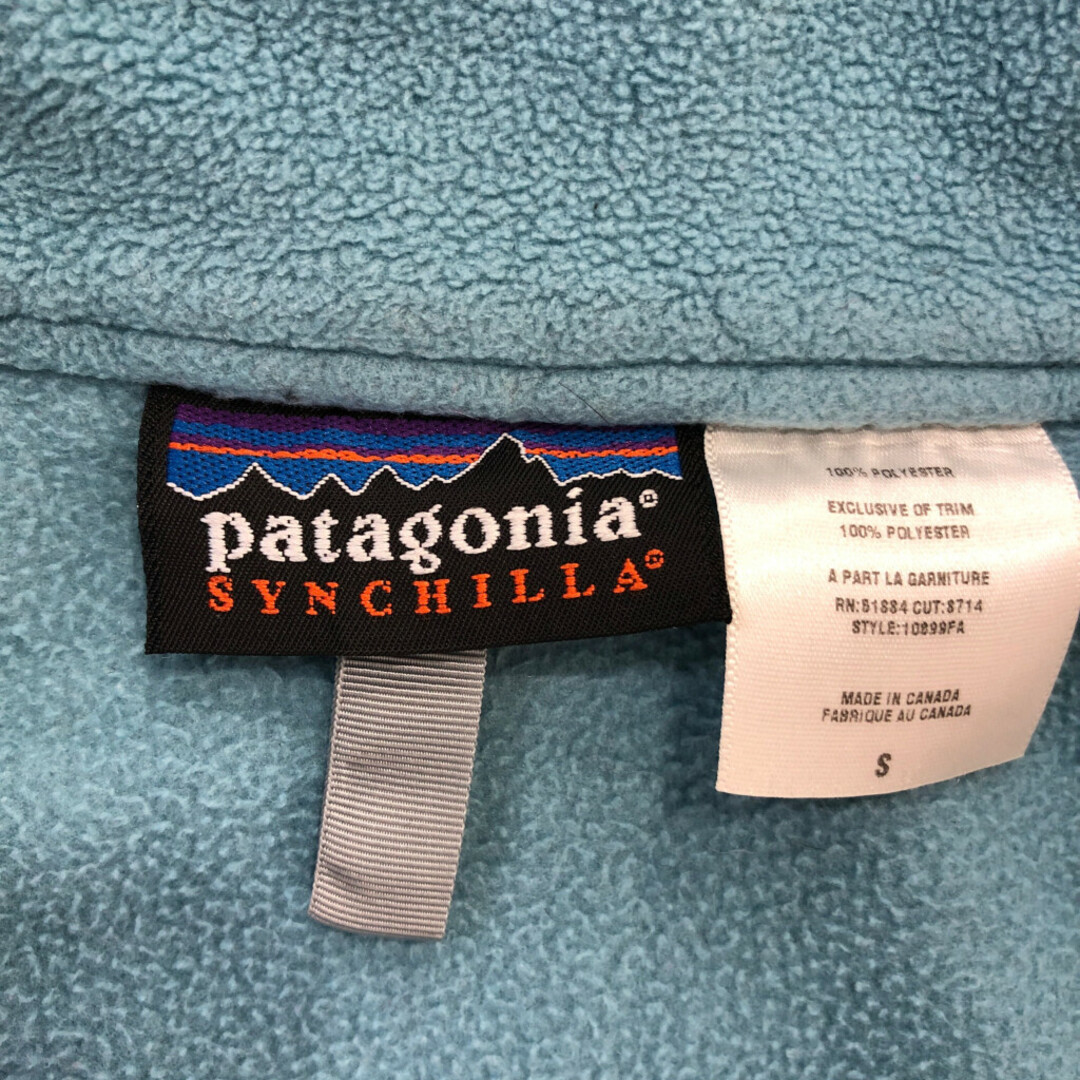 patagonia®
SYNCHILLA®
100% POLYESTER
EXCLUSIVE OF TRIM
100% POLYESTER
A PART LA GARNITURE
RN:51884 CUT:8714
STYLE:10899FA
MADE IN CANADA
FABRIQUE AU CANADA
S